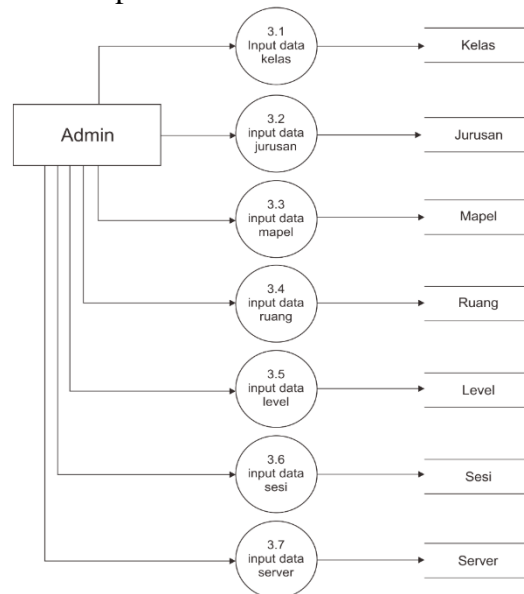 3.1
Input data
kelas
Kelas
Admin
3.2
input data
jurusan
Jurusan
3.3
input data
mapel
Mapel
3.4
input data
ruang
Ruang
3.5
input data
level
Level
3.6
input data
sesi
Sesi
3.7
input data
server
Server